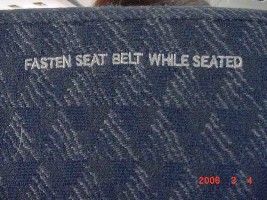 FASTEN SEAT BELT WHILE SEATED
2006 3 4